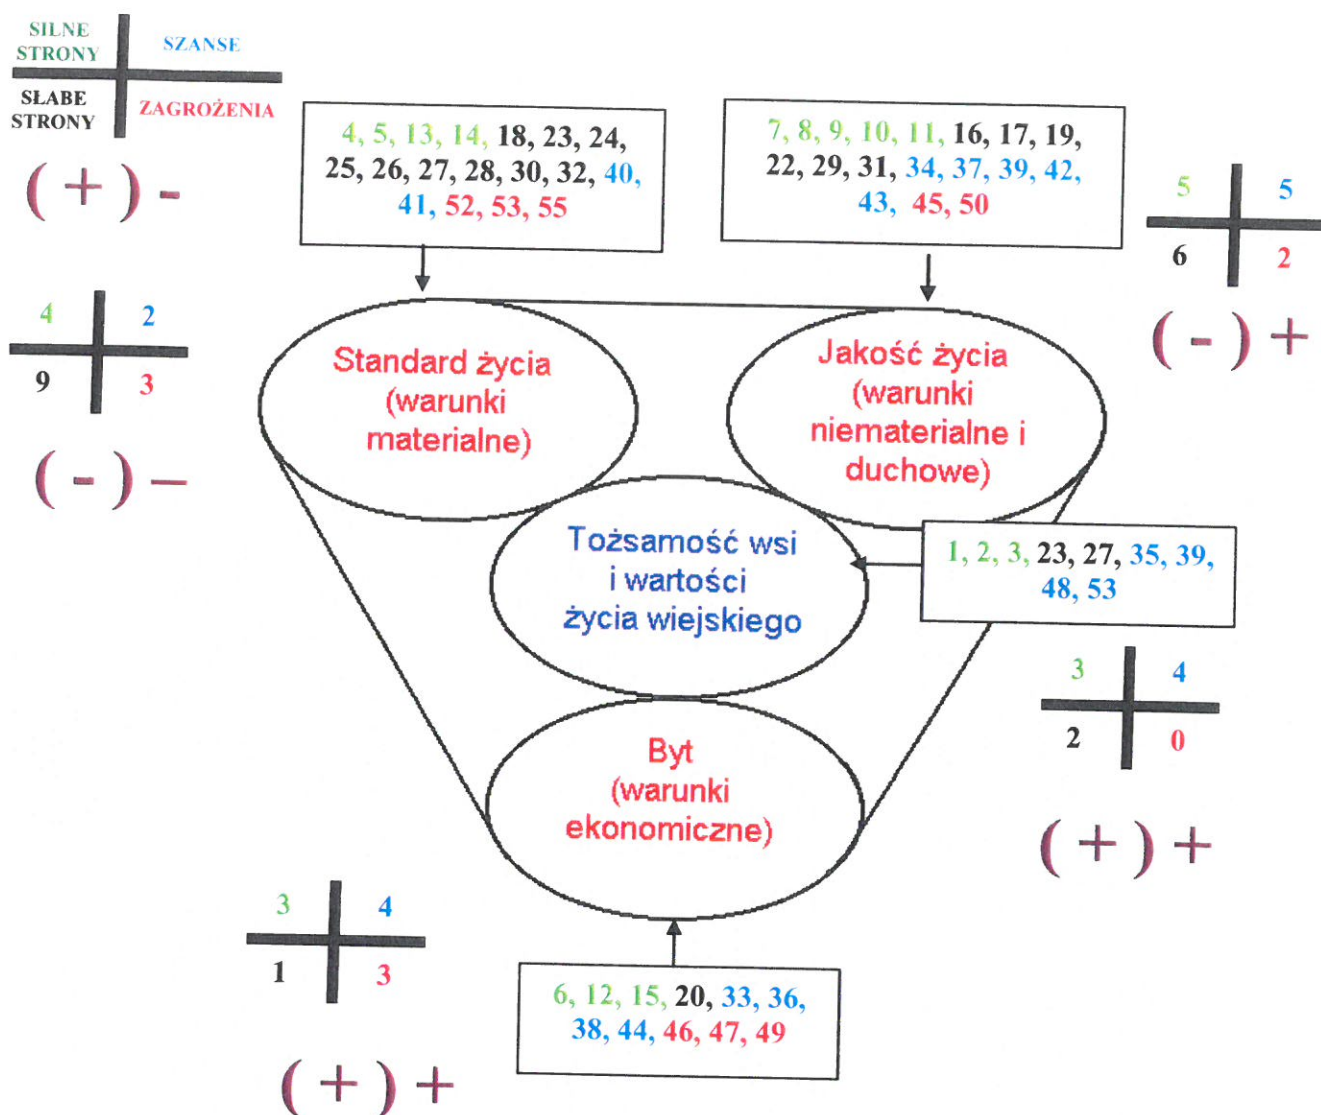 SILNE
STRONY
SZANSE
SŁABE
STRONY
ZAGROŻENIA
( + ) -
4, 5, 13, 14, 18, 23, 24,
25, 26, 27, 28, 30, 32, 40,
41, 52, 53, 55
7, 8, 9, 10, 11, 16, 17, 19,
22, 29, 31, 34, 37, 39, 42,
43, 45, 50
5 5
6 2
( - ) +
4 2
9 3
( - ) –
Standard życia
(warunki
materialne)
Jakość życia
(warunki
niematerialne i
duchowe)
Tożsamość wsi
i wartości
życia wiejskiego
1, 2, 3, 23, 27, 35, 39,
48, 53
3 4
2 0
( + ) +
Byt
(warunki
ekonomiczne)
3 4
1 3
( + ) +
6, 12, 15, 20, 33, 36,
38, 44, 46, 47, 49